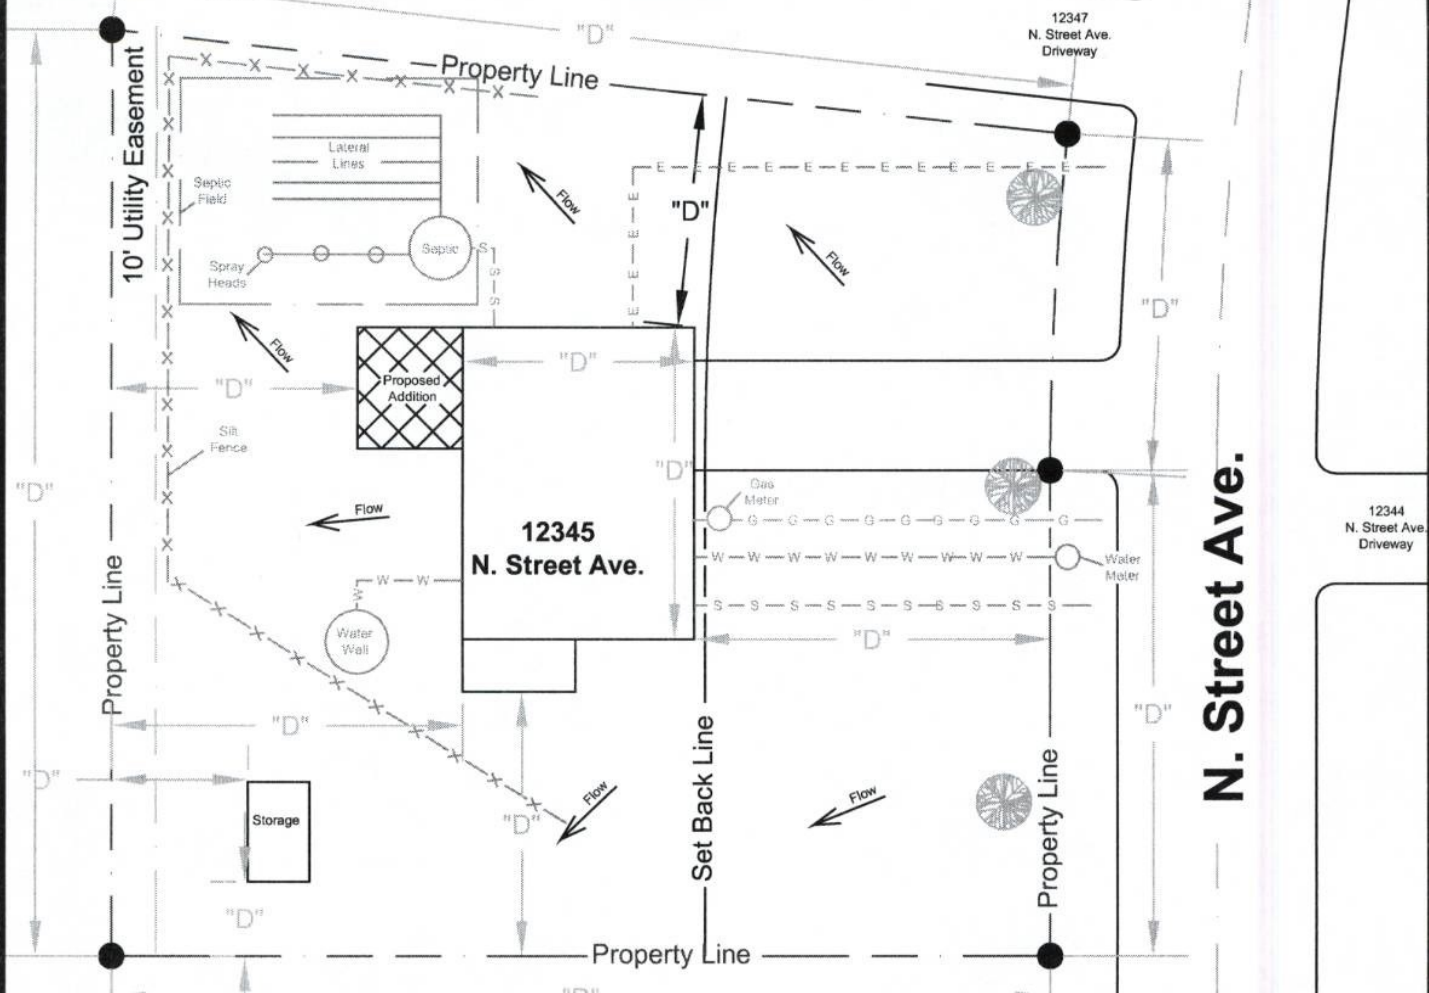 12347
N. Street Ave.
Driveway
"D"
Property Line
10' Utility Easement
X X X X X X X
Lateral
Lines
Septic
Field
Spray
Heads
Septic
S
S
S
Flow
E E E E E E E E E E E E
E
E
E
E
"D"
Flow
"D"
Flow
"D"
"D"
Proposed
Addition
Silt
Fence
"D"
"D"
Gas
Meter
G G G G G G G G G
12345
N. Street Ave.
Flow
W W W W W W W W W
Water
Meter
W W
W
S S S S S S S S S S
Water
Wall
"D"
Property Line
"D"
"D"
"D"
Set Back Line
Property Line
N. Street Ave.
12344
N. Street Ave.
Driveway
"D"
Storage
Flow
Flow
"D"
"D"
Property Line
"D"